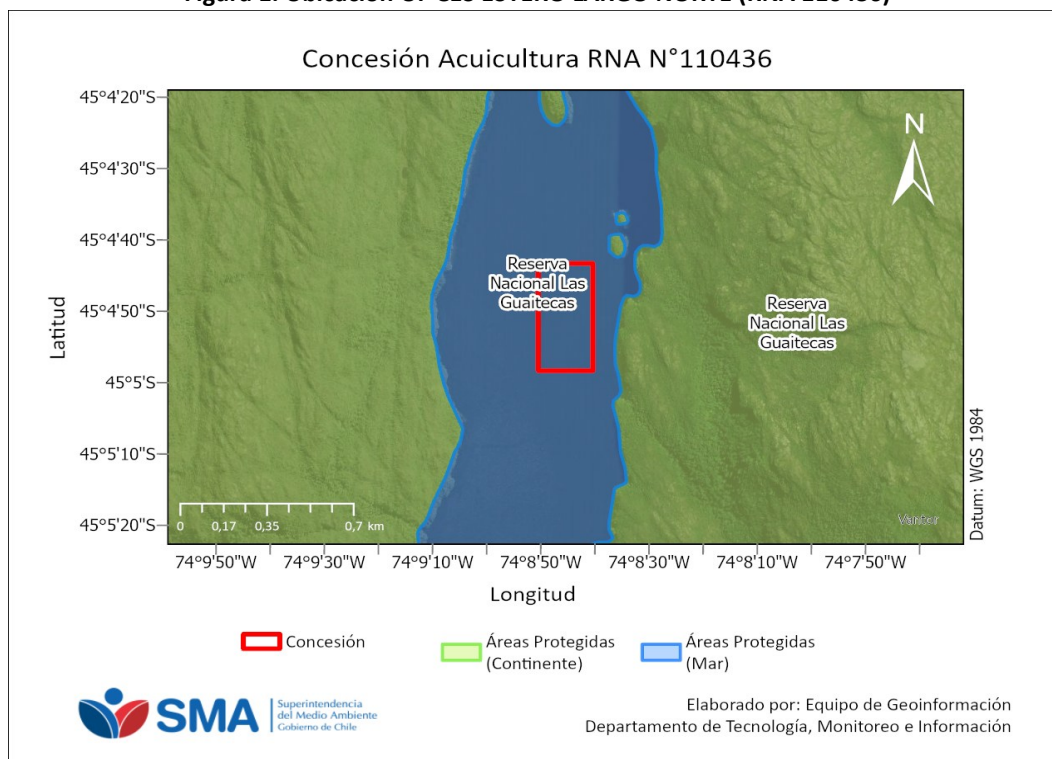 Concesión Acuicultura RNA N°110436
45°4'20"S
45°4'30"S
45°4'40"S
45°4'50"S
45°5'S
45°5'10"S
45°5'20"S
Latitud
N
Reserva
Nacional Las
Guaitecas
Reserva
Nacional Las
Guaitecas
Datum: WGS 1984
0 0,17 0,35 0,7 km
Vantor
74°9'50"W 74°9'30"W 74°9'10"W 74°8'50"W 74°8'30"W 74°8'10"W 74°7'50"W
Longitud
Concesión
Áreas Protegidas
(Continente)
Áreas Protegidas
(Mar)
SMA
Superintendencia
del Medio Ambiente
Gobierno de Chile
Elaborado por: Equipo de Geoinformación
Departamento de Tecnología, Monitoreo e Información